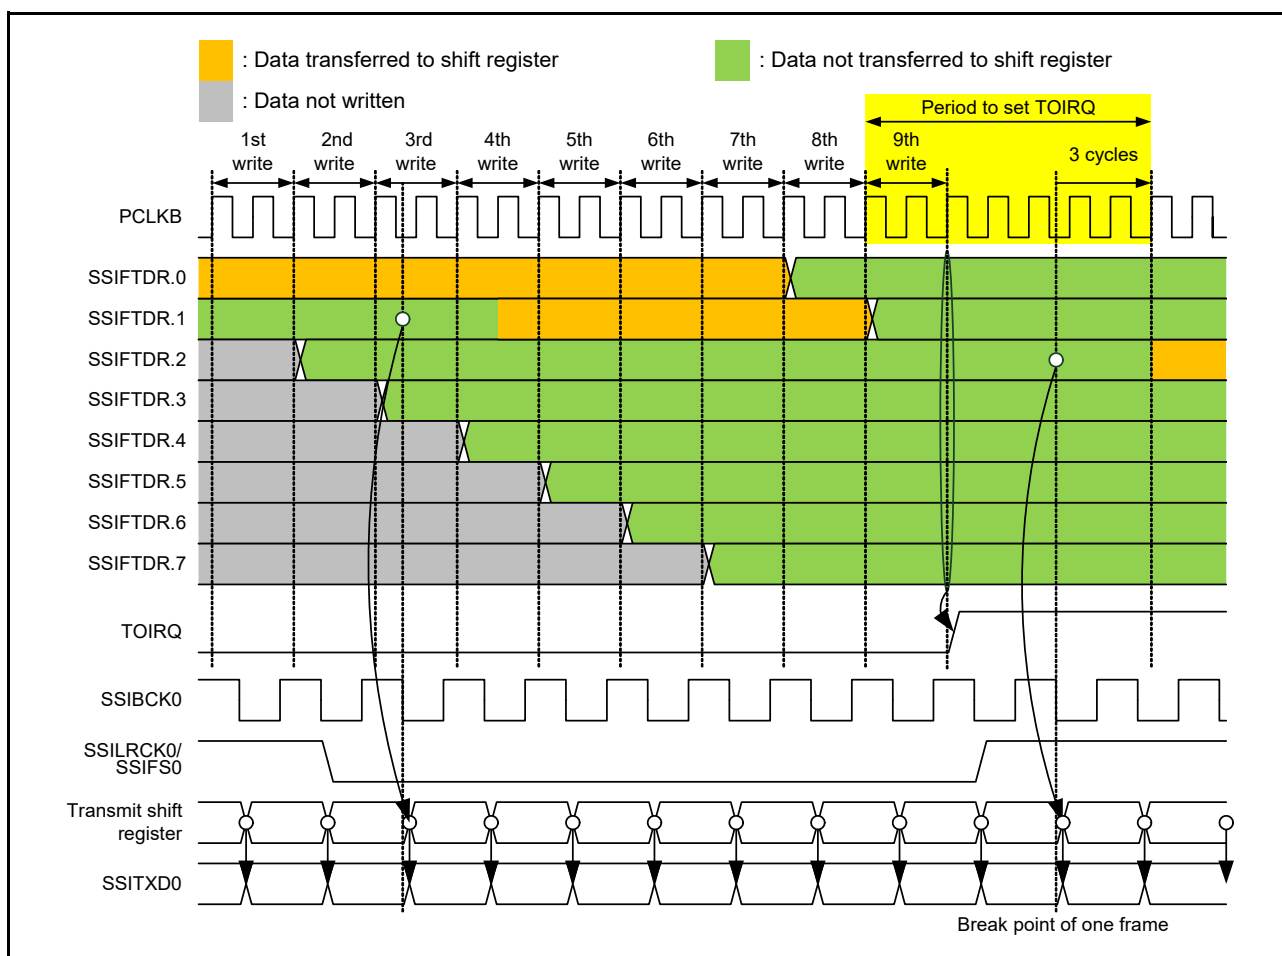 : Data transferred to shift register
: Data not transferred to shift register
: Data not written
Period to set TOIRQ
1st
write
2nd
write
3rd
write
4th
write
5th
write
6th
write
7th
write
8th
write
9th
write
3 cycles
PCLKB
SSIFTDR.0
SSIFTDR.1
SSIFTDR.2
SSIFTDR.3
SSIFTDR.4
SSIFTDR.5
SSIFTDR.6
SSIFTDR.7
TOIRQ
SSIBCK0
SSILRCK0/
SSIFS0
Transmit shift
register
SSITXD0
Break point of one frame